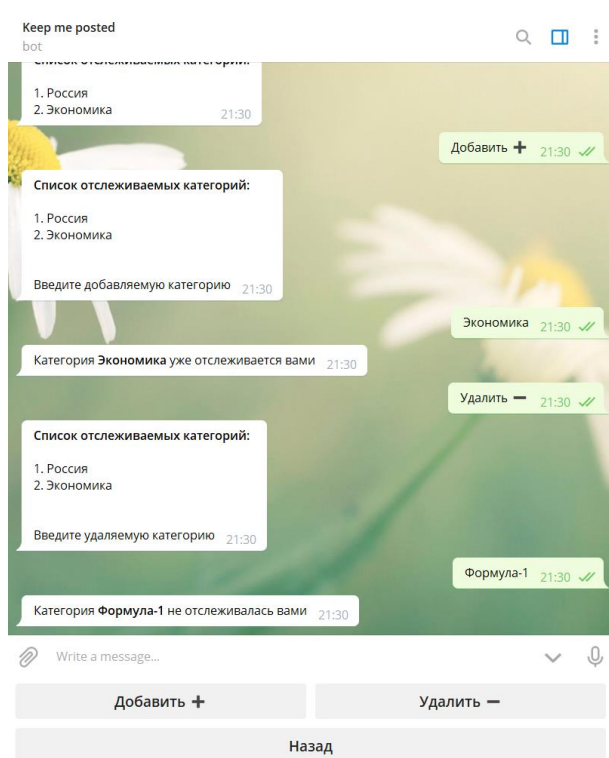 Keep me posted
bot
Список отслеживаемых категорий:
1. Россия
2. Экономика
21:30
Добавить ➕ 21:30
Список отслеживаемых категорий:
1. Россия
2. Экономика
Введите добавляемую категорию 21:30
Экономика 21:30
Категория Экономика уже отслеживается вами 21:30
Удалить ➖ 21:30
Список отслеживаемых категорий:
1. Россия
2. Экономика
Введите удаляемую категорию 21:30
Формула-1 21:30
Категория Формула-1 не отслеживалась вами 21:30
Write a message...
Добавить ➕
Удалить ➖
Назад